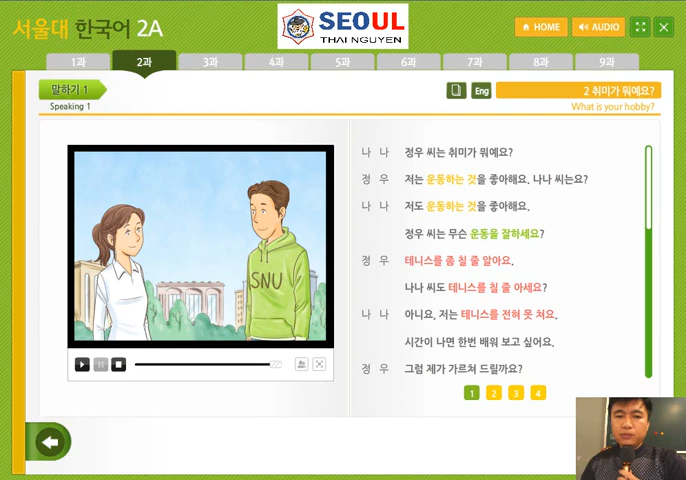 서울대 한국어 2A
SEOUL
THAI NGUYEN
HOME
AUDIO
1과
2과
3과
4과
5과
6과
7과
8과
9과
말하기 1
Speaking 1
Eng
2 취미가 뭐예요?
What is your hobby?
나 나 정우 씨는 취미가 뭐예요?
정 우 저는 운동하는 것을 좋아해요. 나나 씨는요?
나 나 저도 운동하는 것을 좋아해요.
정우 씨는 무슨 운동을 잘하세요?
정 우 테니스를 좀 칠 줄 알아요.
나나 씨도 테니스를 칠 줄 아세요?
나 나 아니요, 저는 테니스를 전혀 못 쳐요.
시간이 나면 한번 배워 보고 싶어요.
정 우 그럼 제가 가르쳐 드릴까요?
SNU
1 2 3 4